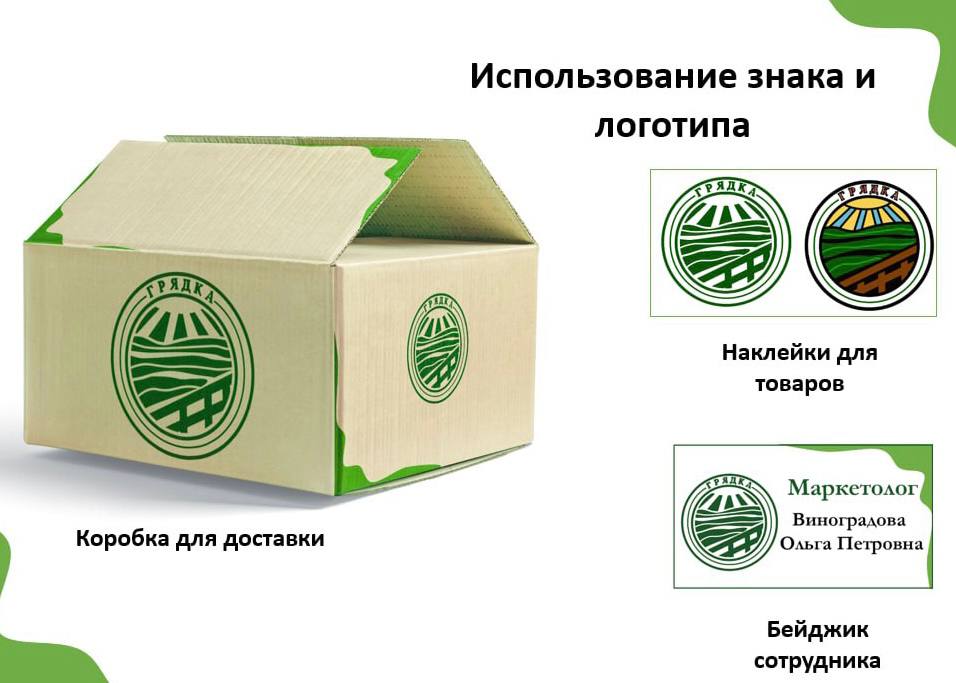 Использование знака и
логотипа
ГРЯДКА
ГРЯДКА
ГРЯДКА
ГРЯДКА
Наклейки для
товаров
Коробка для доставки
ГРЯДКА
Маркетолог
Виноградова
Ольга Петровна
Бейджик
сотрудника